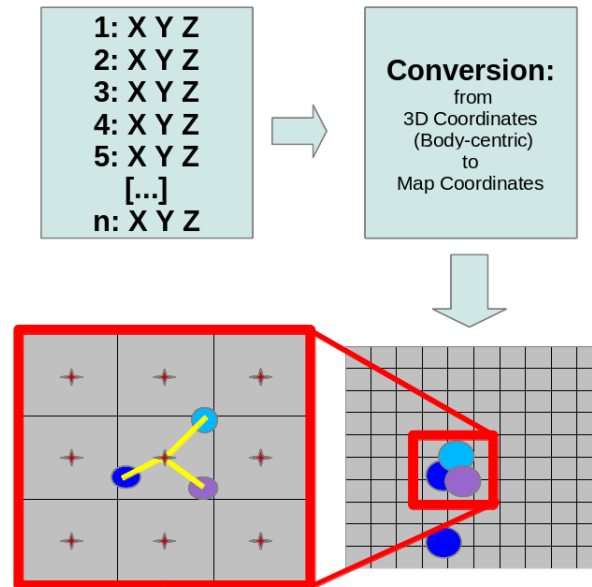 1: X Y Z
2: X Y Z
3: X Y Z
4: X Y Z
5: X Y Z
[...]
n: X Y Z
Conversion:
from
3D Coordinates
(Body-centric)
to
Map Coordinates